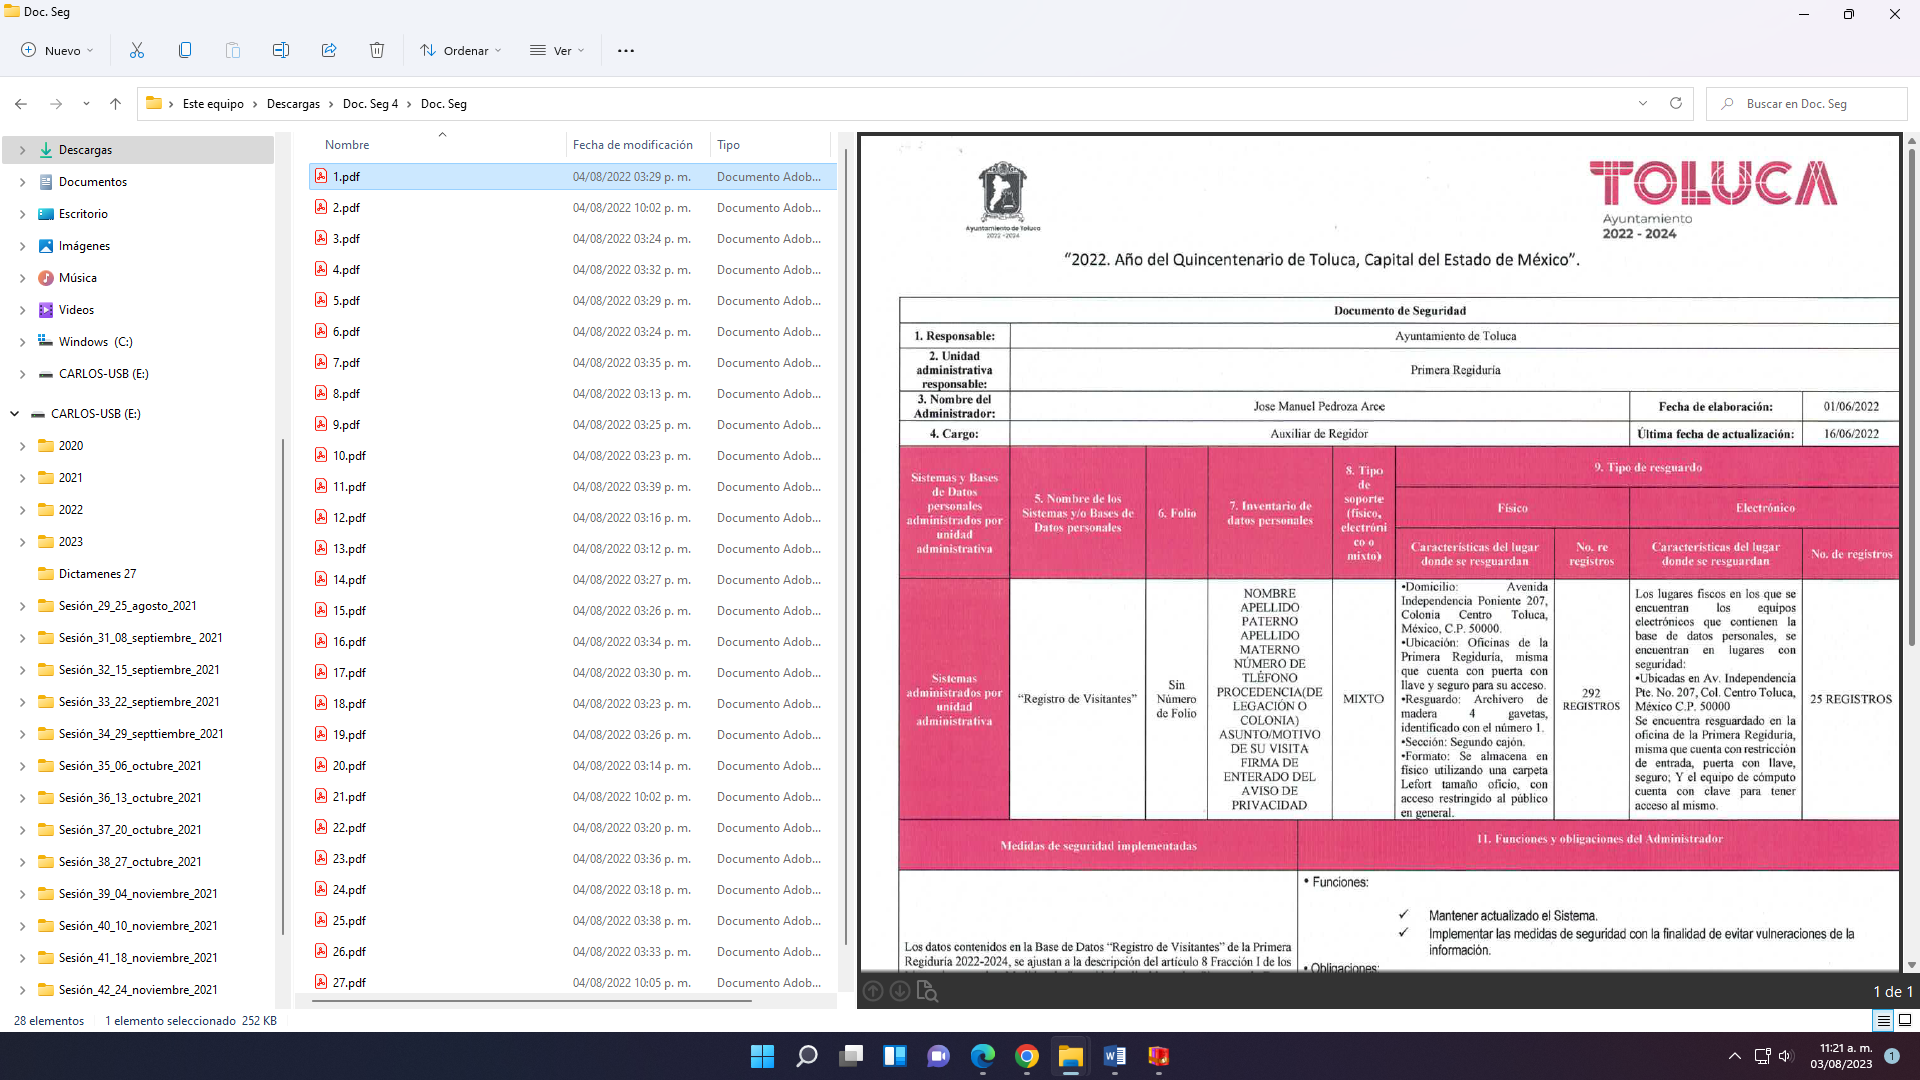 Doc. Seg
Nuevo
Ordenar
Ver
Este equipo
Descargas
Doc. Seg 4
Doc. Seg
Buscar en Doc. Seg
Descargas
Documentos
Escritorio
Imágenes
Música
Videos
Windows (C:)
CARLOS-USB (E:)
CARLOS-USB (E:)
2020
2021
2022
2023
Dictamenes 27
Sesión_29_25_agosto_2021
Sesión_31_08_septiembre_ 2021
Sesión_32_15_septiembre_2021
Sesión_33_22_septiembre_2021
Sesión_34_29_septtiembre_2021
Sesión_35_06_octubre_2021
Sesión_36_13_octubre_2021
Sesión_37_20_octubre_2021
Sesión_38_27_octubre_2021
Sesión_39_04_noviembre_2021
Sesión_40_10_noviembre_2021
Sesión_41_18_noviembre_2021
Sesión_42_24_noviembre_2021
Nombre Fecha de modificación Tipo
1.pdf 04/08/2022 03:29 p. m. Documento Adob...
2.pdf 04/08/2022 10:02 p. m. Documento Adob...
3.pdf 04/08/2022 03:24 p. m. Documento Adob...
4.pdf 04/08/2022 03:32 p. m. Documento Adob...
5.pdf 04/08/2022 03:29 p. m. Documento Adob...
6.pdf 04/08/2022 03:24 p. m. Documento Adob...
7.pdf 04/08/2022 03:35 p. m. Documento Adob...
8.pdf 04/08/2022 03:13 p. m. Documento Adob...
9.pdf 04/08/2022 03:25 p. m. Documento Adob...
10.pdf 04/08/2022 03:23 p. m. Documento Adob...
11.pdf 04/08/2022 03:39 p. m. Documento Adob...
12.pdf 04/08/2022 03:16 p. m. Documento Adob...
13.pdf 04/08/2022 03:12 p. m. Documento Adob...
14.pdf 04/08/2022 03:27 p. m. Documento Adob...
15.pdf 04/08/2022 03:26 p. m. Documento Adob...
16.pdf 04/08/2022 03:34 p. m. Documento Adob...
17.pdf 04/08/2022 03:30 p. m. Documento Adob...
18.pdf 04/08/2022 03:23 p. m. Documento Adob...
19.pdf 04/08/2022 03:26 p. m. Documento Adob...
20.pdf 04/08/2022 03:14 p. m. Documento Adob...
21.pdf 04/08/2022 10:02 p. m. Documento Adob...
22.pdf 04/08/2022 03:20 p. m. Documento Adob...
23.pdf 04/08/2022 03:36 p. m. Documento Adob...
24.pdf 04/08/2022 03:18 p. m. Documento Adob...
25.pdf 04/08/2022 03:38 p. m. Documento Adob...
26.pdf 04/08/2022 03:33 p. m. Documento Adob...
27.pdf 04/08/2022 10:05 p. m. Documento Adob...
Ayuntamiento de Toluca
2022 - 2024
TOLUCA
Ayuntamiento
2022 - 2024
“2022. Año del Quincentenario de Toluca, Capital del Estado de México”.
Documento de Seguridad
1. Responsable: Ayuntamiento de Toluca
2. Unidad
administrativa
responsable:
Primera Regiduría
3. Nombre del
Administrador:
Jose Manuel Pedroza Arce
Fecha de elaboración: 01/06/2022
4. Cargo: Auxiliar de Regidor
Última fecha de actualización: 16/06/2022
Sistemas y Bases
de Datos
personales
administrados por
unidad
administrativa
5. Nombre de los
Sistemas y/o Bases de
Datos personales
6. Folio
7. Inventario de
datos personales
8. Tipo
de
soporte
(físico,
electróni
co o
mixto)
9. Tipo de resguardo
Físico
Electrónico
Características del lugar
donde se resguardan
No. re
registros
Características del lugar
donde se resguardan
No. de registros
Sistemas
administrados por
unidad
administrativa
“Registro de Visitantes”
Sin
Número
de Folio
NOMBRE
APELLIDO
PATERNO
APELLIDO
MATERNO
NÚMERO DE
TLÉFONO
PROCEDENCIA(DE
LEGACIÓN O
COLONIA)
ASUNTO/MOTIVO
DE SU VISITA
FIRMA DE
ENTERADO DEL
AVISO DE
PRIVACIDAD
MIXTO
•Domicilio: Avenida
Independencia Poniente 207,
Colonia Centro Toluca,
México, C.P. 50000.
•Ubicación: Oficinas de la
Primera Regiduría, misma
que cuenta con puerta con
llave y seguro para su acceso.
•Resguardo: Archivero de
madera 4 gavetas,
identificado con el número 1.
•Sección: Segundo cajón.
•Formato: Se almacena en
físico utilizando una carpeta
Lefort tamaño oficio, con
acceso restringido al público
en general.
292
REGISTROS
Los lugares fiscos en los que se
encuentran los equipos
electrónicos que contienen la
base de datos personales, se
encuentran en lugares con
seguridad:
•Ubicadas en Av. Independencia
Pte. No. 207, Col. Centro Toluca,
México C.P. 50000
Se encuentra resguardado en la
oficina de la Primera Regiduría,
misma que cuenta con restricción
de entrada, puerta con llave,
seguro; Y el equipo de cómputo
cuenta con clave para tener
acceso al mismo.
25 REGISTROS
Medidas de seguridad implementadas
11. Funciones y obligaciones del Administrador
Los datos contenidos en la Base de Datos “Registro de Visitantes” de la Primera
Regiduría 2022-2024, se ajustan a la descripción del artículo 8 Fracción I de los
• Funciones:
✓ Mantener actualizado el Sistema.
✓ Implementar las medidas de seguridad con la finalidad de evitar vulneraciones de la
información.
• Obligaciones:
1 de 1
28 elementos 1 elemento seleccionado 252 KB
11:21 a. m.
03/08/2023
1